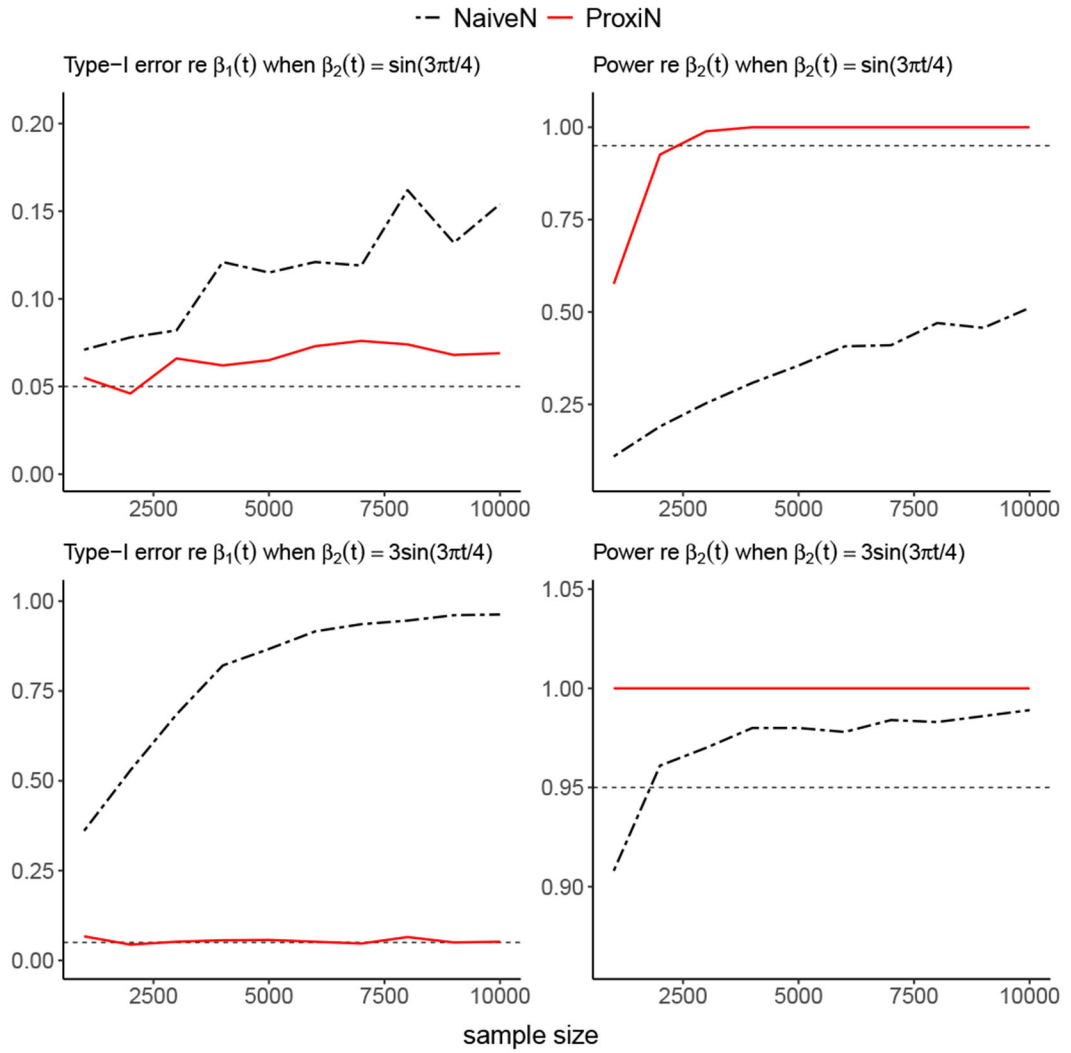 NaiveN ProxiN
Type-I error re β₁(t) when β₂(t) = sin(3πt/4)
0.20
0.15
0.10
0.05
0.00
2500 5000 7500 10000
Power re β₂(t) when β₂(t) = sin(3πt/4)
1.00
0.75
0.50
0.25
2500 5000 7500 10000
Type-I error re β₁(t) when β₂(t) = 3sin(3πt/4)
1.00
0.75
0.50
0.25
0.00
2500 5000 7500 10000
Power re β₂(t) when β₂(t) = 3sin(3πt/4)
1.05
1.00
0.95
0.90
2500 5000 7500 10000
sample size